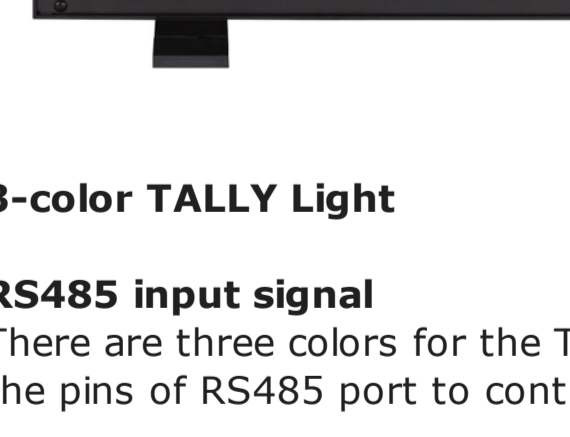 3-color TALLY Light
RS485 input signal
There are three colors for the T
the pins of RS485 port to cont